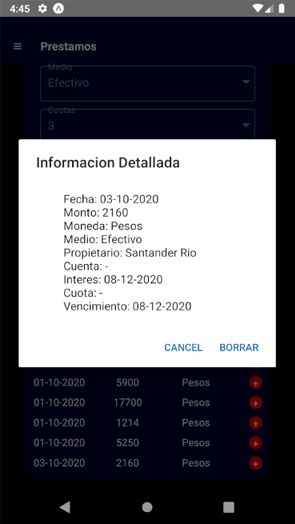 4:45
Prestamos
Medio
Efectivo
Cuotas
3
Informacion Detallada
Fecha: 03-10-2020
Monto: 2160
Moneda: Pesos
Medio: Efectivo
Propietario: Santander Rio
Cuenta: -
Interes: 08-12-2020
Cuota: -
Vencimiento: 08-12-2020
CANCEL BORRAR
01-10-2020 5900 Pesos +
01-10-2020 17700 Pesos +
01-10-2020 1214 Pesos +
01-10-2020 5250 Pesos +
03-10-2020 2160 Pesos +